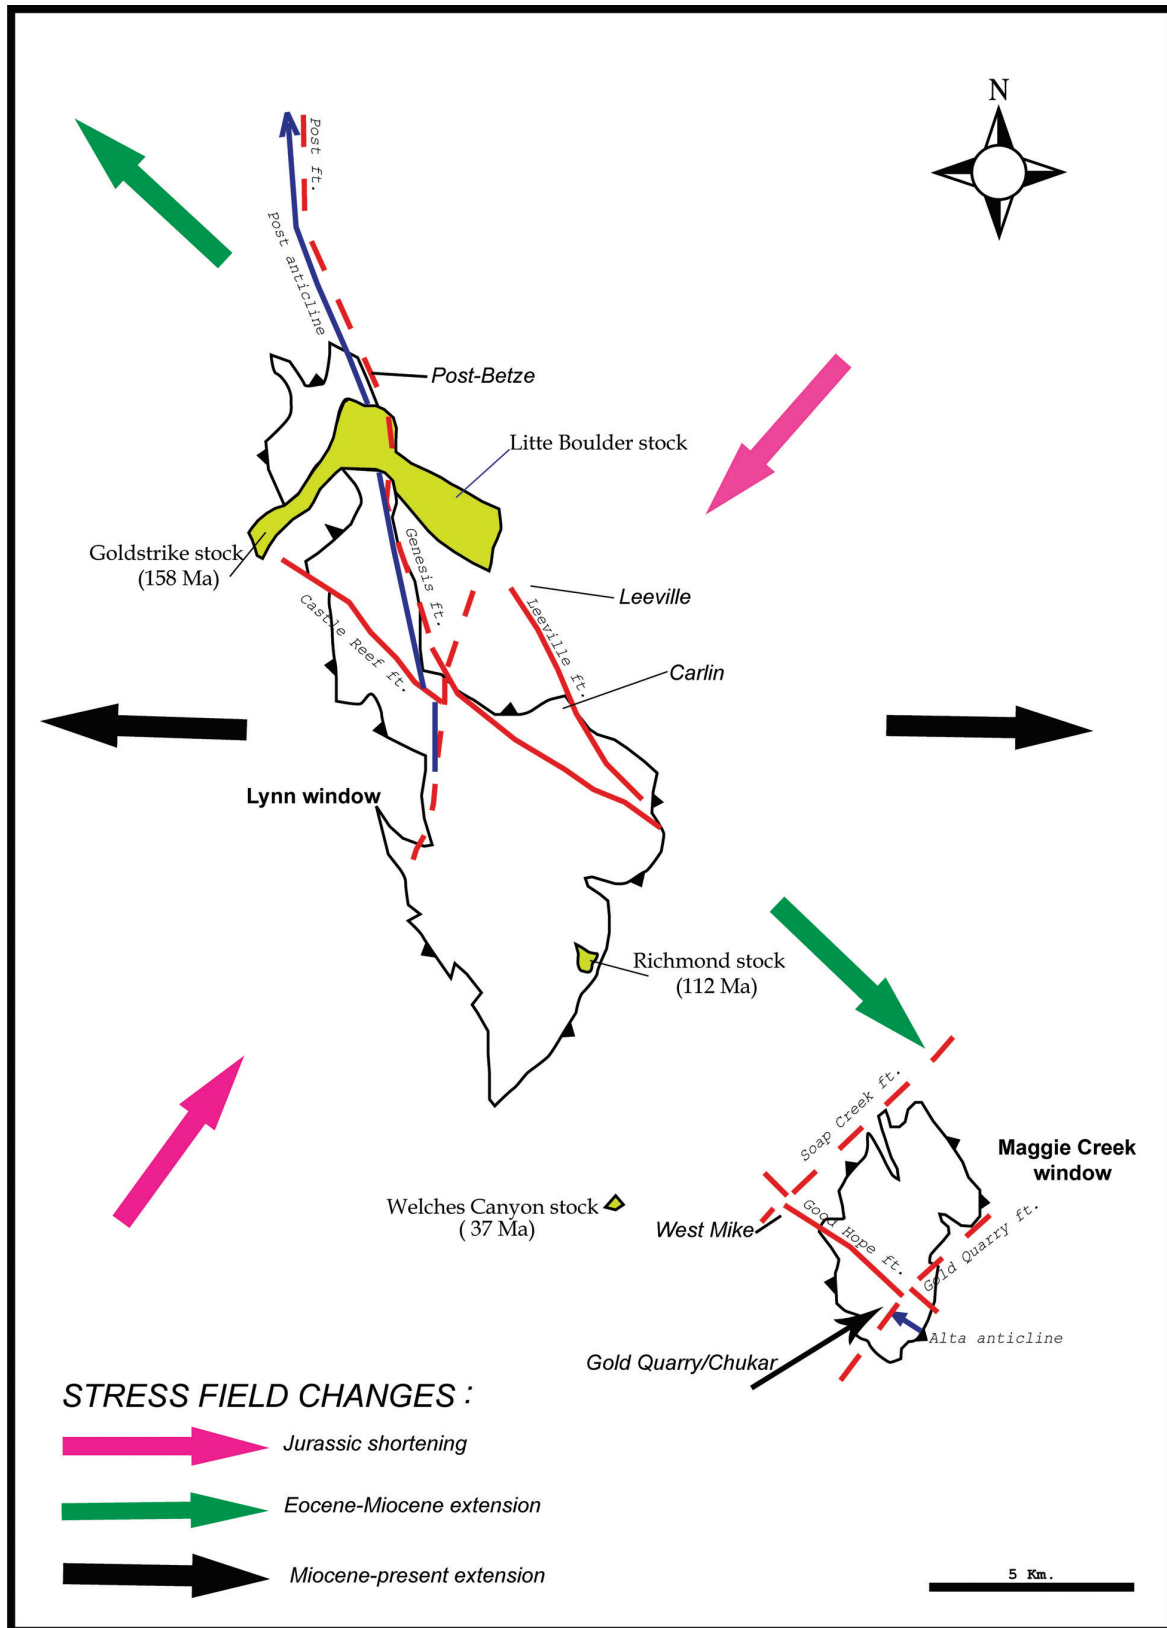 N
Post ft.
Post anticline
Post-Betze
Litte Boulder stock
Goldstrike stock
(158 Ma)
Genesis ft.
Castle Reef ft.
Leeville
Leeville ft.
Carlin
Lynn window
Richmond stock
(112 Ma)
Soap Creek ft.
Maggie Creek
window
Welches Canyon stock
( 37 Ma)
West Mike
Good Hope ft.
Gold Quarry ft.
Alta anticline
Gold Quarry/Chukar
STRESS FIELD CHANGES :
Jurassic shortening
Eocene-Miocene extension
Miocene-present extension
5 Km.